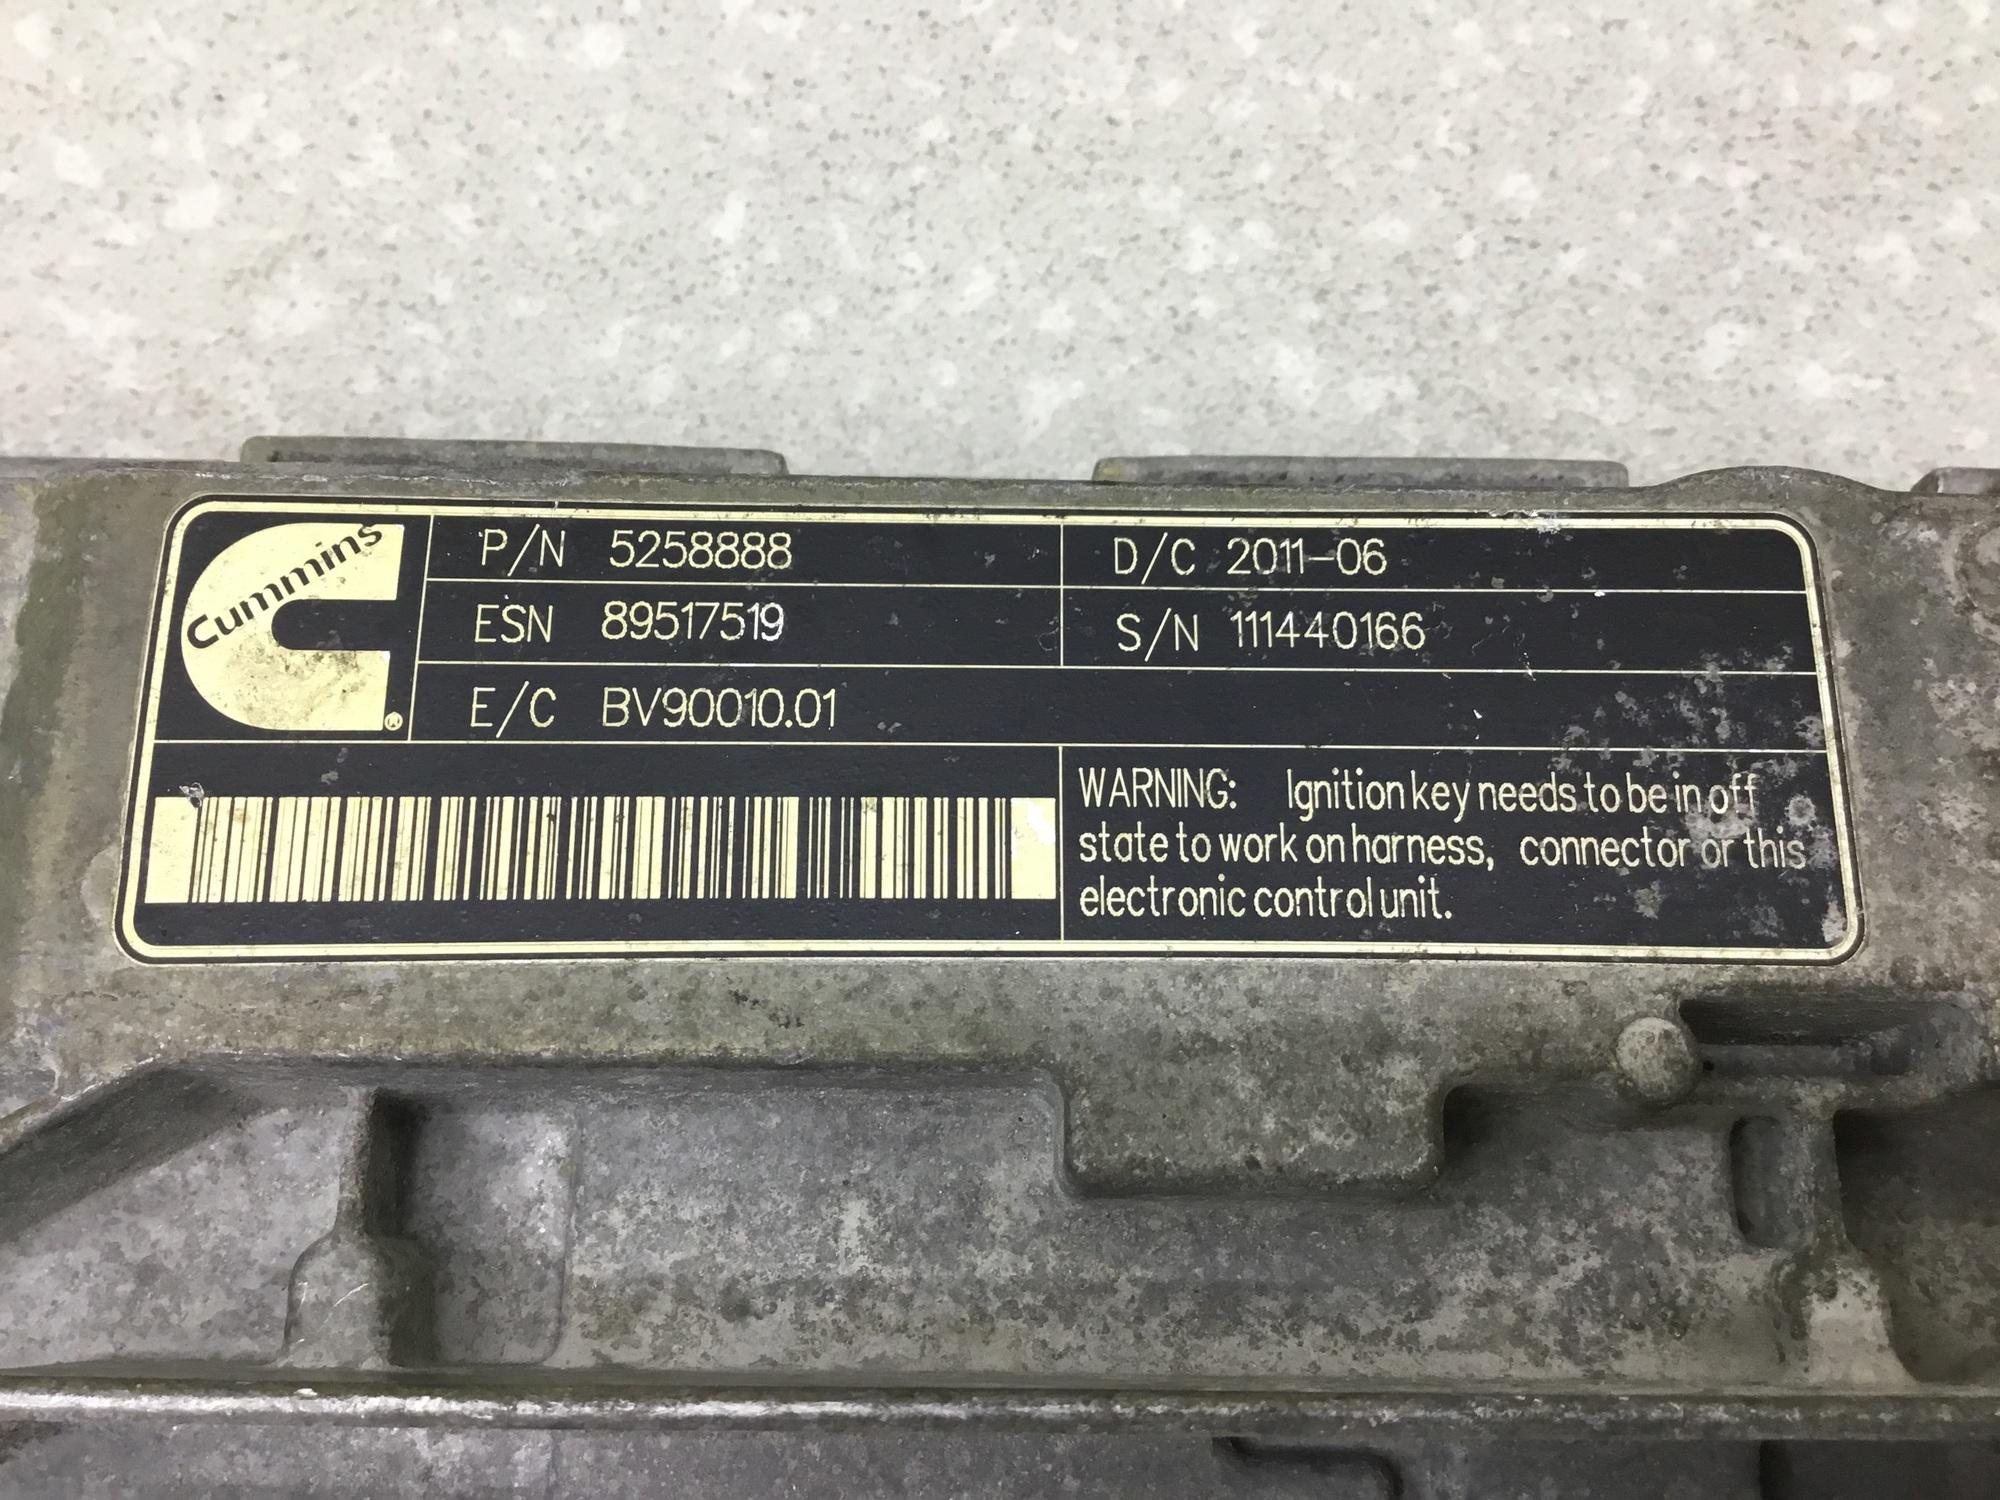 Cummins
®
P/N 5258888
D/C 2011-06
ESN 89517519
S/N 111440166
E/C BV90010.01
WARNING: Ignition key needs to be in off
state to work on harness, connector or this
electronic control unit.